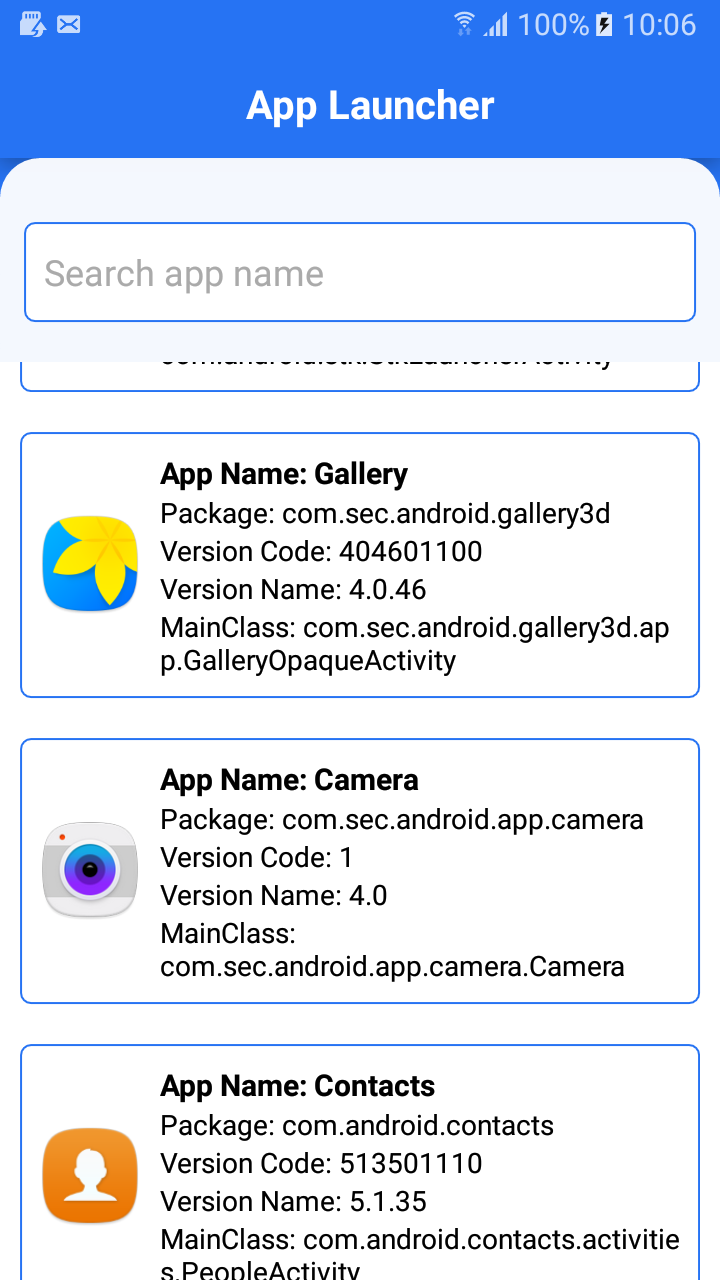 100% 10:06
App Launcher
Search app name
App Name: Gallery
Package: com.sec.android.gallery3d
Version Code: 404601100
Version Name: 4.0.46
MainClass: com.sec.android.gallery3d.ap
p.GalleryOpaqueActivity
App Name: Camera
Package: com.sec.android.app.camera
Version Code: 1
Version Name: 4.0
MainClass:
com.sec.android.app.camera.Camera
App Name: Contacts
Package: com.android.contacts
Version Code: 513501110
Version Name: 5.1.35
MainClass: com.android.contacts.activitie
s.PeopleActivity